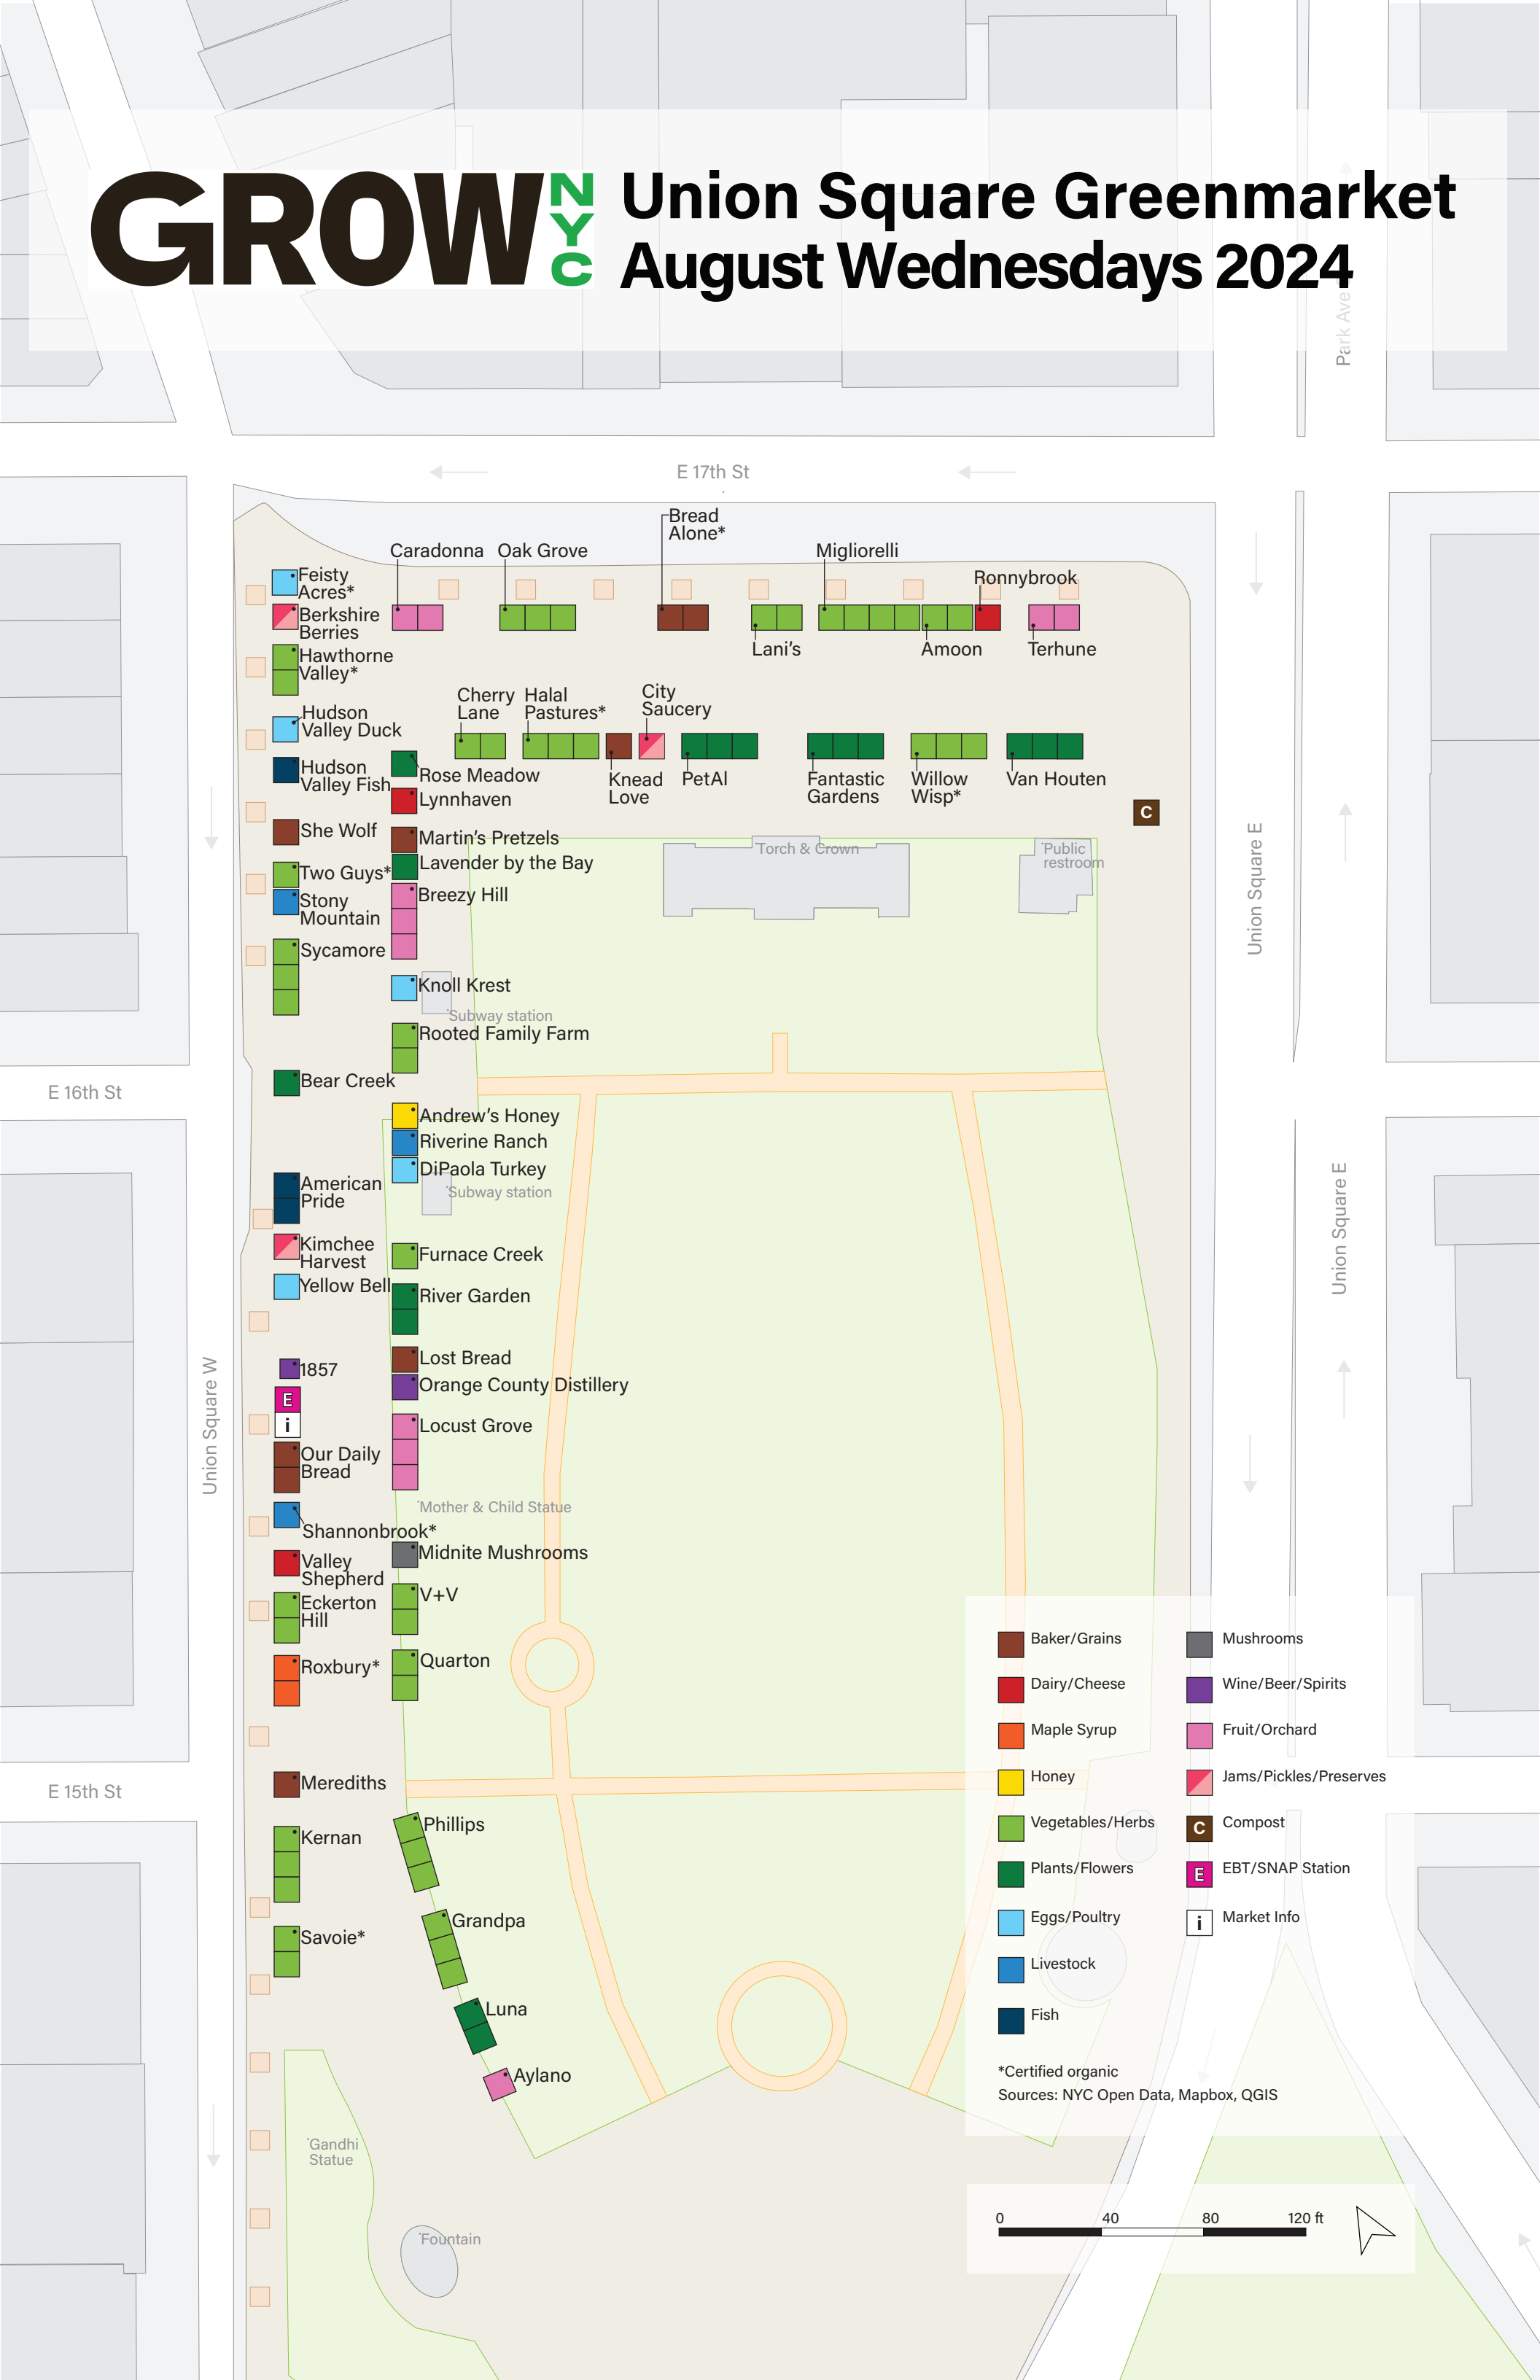 GROW
NYC
Union Square Greenmarket
August Wednesdays 2024
Park Ave
E 17th St
Bread
Alone*
Caradonna
Oak Grove
Migliorelli
Ronnybrook
Feisty
Acres*
Berkshire
Berries
Lani's
Amoon
Terhune
Hawthorne
Valley*
Cherry
Lane
Halal
Pastures*
City
Saucery
Hudson
Valley Duck
Hudson
Valley Fish
Rose Meadow
Knead
Love
PetAl
Fantastic
Gardens
Willow
Wisp*
Van Houten
Lynnhaven
C
She Wolf
Martin's Pretzels
Torch & Crown
Public
restroom
Lavender by the Bay
Two Guys*
Stony
Mountain
Breezy Hill
Union Square E
Sycamore
Knoll Krest
Subway station
Rooted Family Farm
Bear Creek
E 16th St
Andrew's Honey
Riverine Ranch
DiPaola Turkey
Subway station
American
Pride
Union Square E
Kimchee
Harvest
Furnace Creek
Yellow Bell
River Garden
1857
Lost Bread
Orange County Distillery
E
i
Union Square W
Locust Grove
Our Daily
Bread
Mother & Child Statue
Shannonbrook*
Midnite Mushrooms
Valley
Shepherd
Eckerton
Hill
V+V
Roxbury*
Quarton
Merediths
E 15th St
Phillips
Kernan
Grandpa
Savoie*
Luna
Aylano
Gandhi
Statue
Fountain
Baker/Grains
Dairy/Cheese
Maple Syrup
Honey
Vegetables/Herbs
Plants/Flowers
Eggs/Poultry
Livestock
Fish
Mushrooms
Wine/Beer/Spirits
Fruit/Orchard
Jams/Pickles/Preserves
C Compost
E EBT/SNAP Station
i Market Info
*Certified organic
Sources: NYC Open Data, Mapbox, QGIS
0 40 80 120 ft